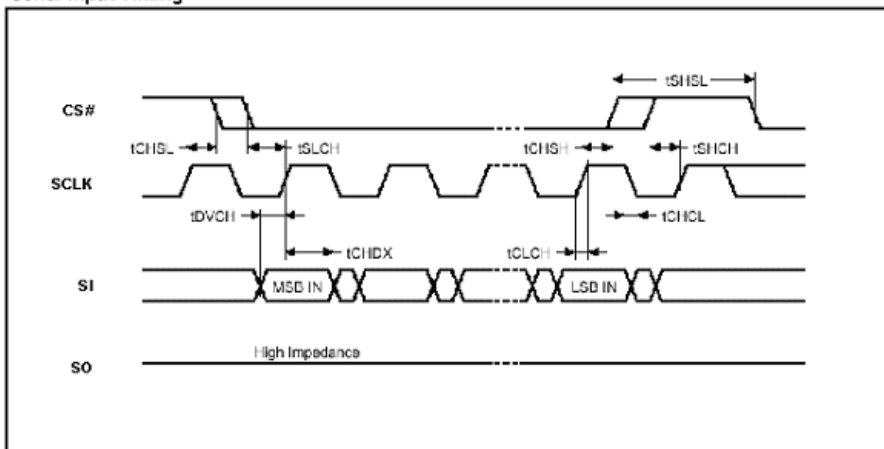 Serial Input Timing
tSHSL
CS#
tCHSL
tSLCH
tCHSH
tSHCH
SCLK
tDVCH
tCHCL
tCHDX
tCLCH
SI
MSB IN
LSB IN
High Impedance
SO